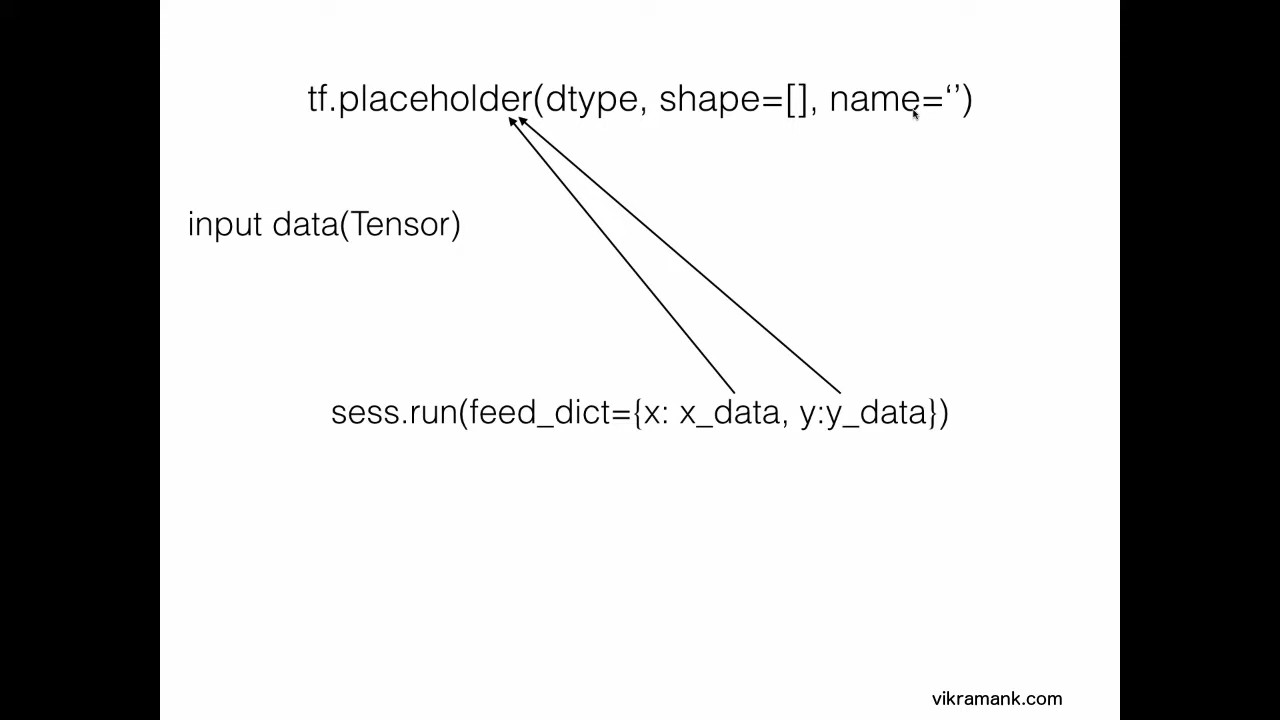 tf.placeholder(dtype, shape=[], name=‘’)
input data(Tensor)
sess.run(feed_dict={x: x_data, y:y_data})
vikramank.com